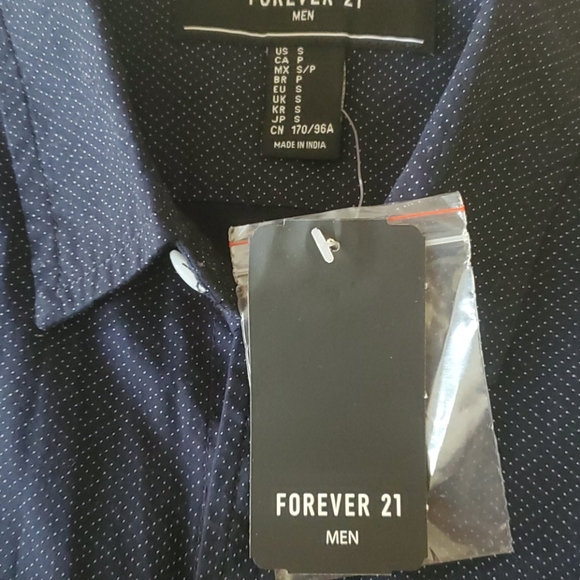 FOREVER 21
MEN
US S
CA P
MX S/P
BR P
EU S
UK S
KR S
JP S
CN 170/96A
MADE IN INDIA
FOREVER 21
MEN